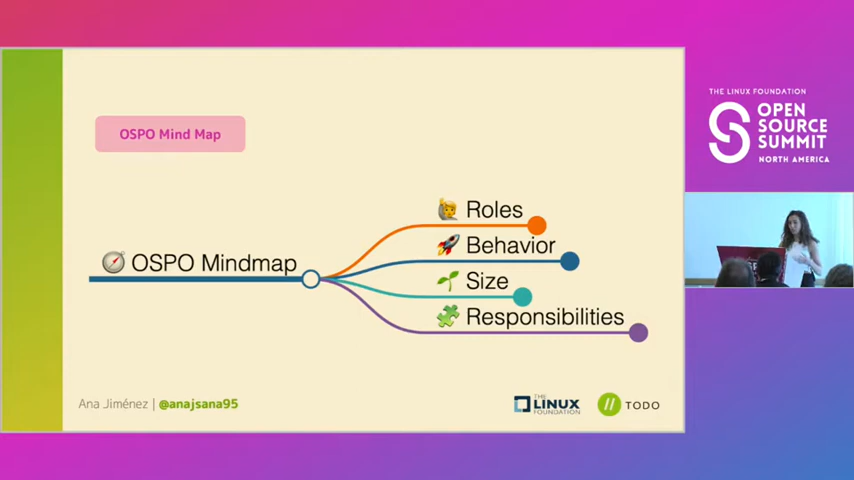 OSPO Mind Map
OSPO Mindmap
Roles
Behavior
Size
Responsibilities
Ana Jiménez | @anajsana95
THE
LINUX
FOUNDATION
TODO
THE LINUX FOUNDATION
OPEN
SOURCE
SUMMIT
NORTH AMERICA